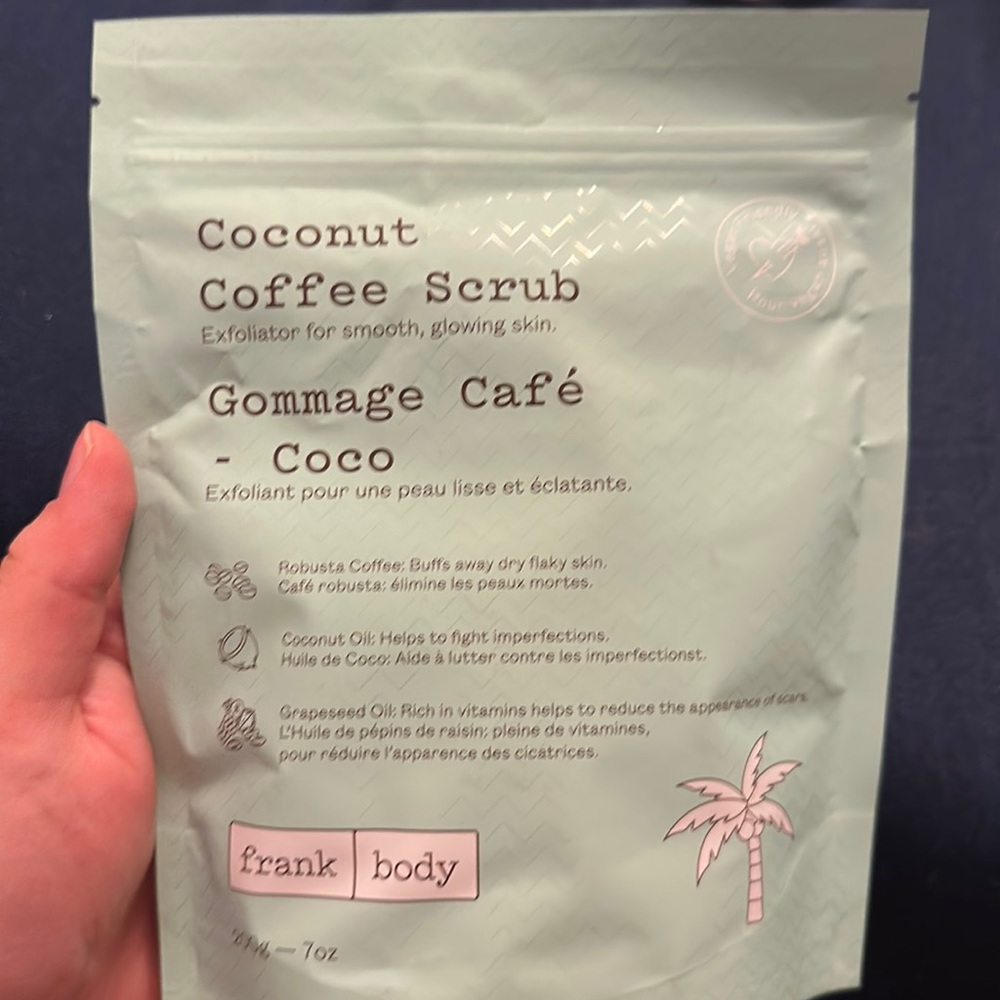 Coconut
Coffee Scrub
Exfoliator for smooth, glowing skin.
Gommage Café
- Coco
Exfoliant pour une peau lisse et éclatante.
Robusta Coffee: Buffs away dry flaky skin.
Café robusta: élimine les peaux mortes.
Coconut Oil: Helps to fight imperfections.
Huile de Coco: Aide à lutter contre les imperfectionst.
Grapeseed Oil: Rich in vitamins helps to reduce the appearance of scars.
L'Huile de pépins de raisin: pleine de vitamines,
pour réduire l'apparence des cicatrices.
frank body
— 7oz